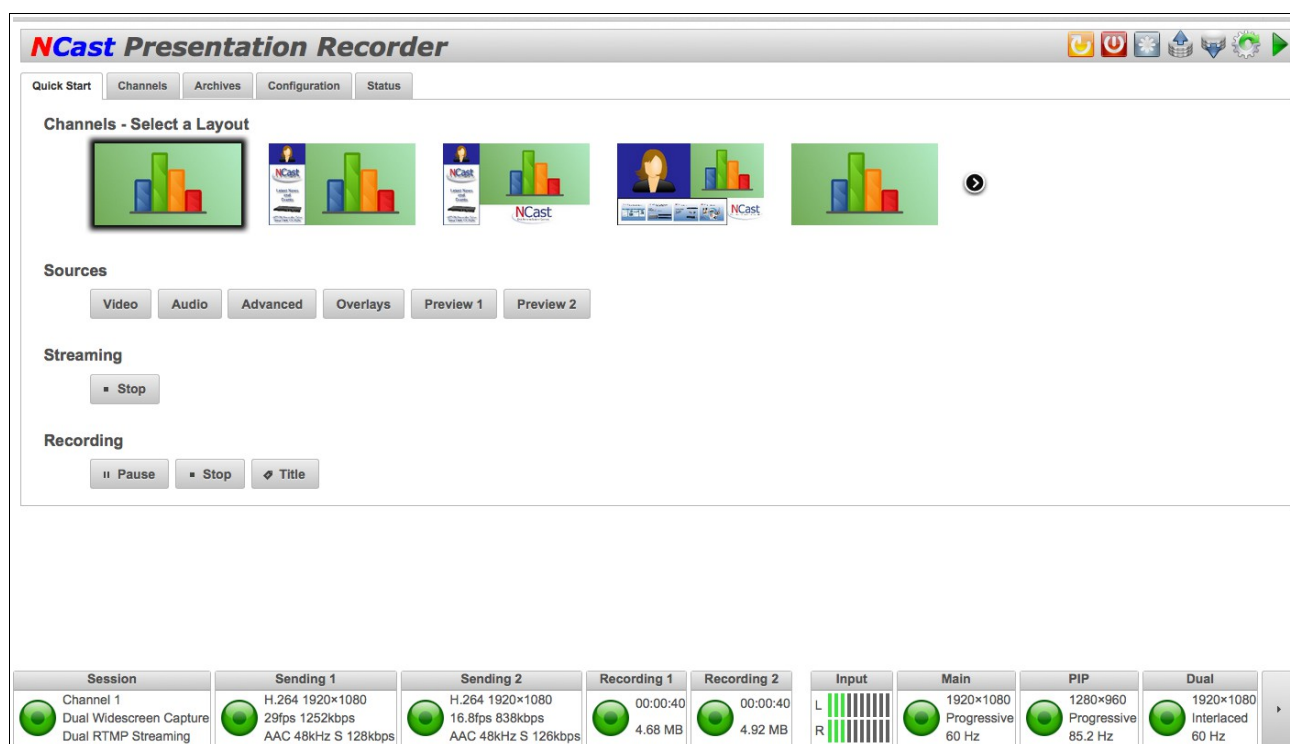 NCast Presentation Recorder
Quick Start Channels Archives Configuration Status
Channels - Select a Layout
NCast
NCast
NCast
NCast
Sources
Video Audio Advanced Overlays Preview 1 Preview 2
Streaming
Stop
Recording
Pause Stop Title
Session Sending 1 Sending 2 Recording 1 Recording 2 Input Main PIP Dual
Channel 1 H.264 1920×1080 H.264 1920×1080 00:00:40 00:00:40 L 1920×1080 1280×960 1920×1080
Dual Widescreen Capture 29fps 1252kbps 16.8fps 838kbps Progressive Progressive Interlaced
Dual RTMP Streaming AAC 48kHz S 128kbps AAC 48kHz S 126kbps 4.68 MB 4.92 MB R 60 Hz 85.2 Hz 60 Hz